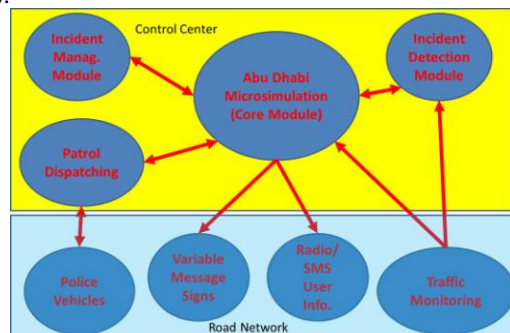 y.
Control Center
Incident
Manag.
Module
Abu Dhabi
Microsimulation
(Core Module)
Incident
Detection
Module
Patrol
Dispatching
Police
Vehicles
Variable
Message
Signs
Radio/
SMS
User
Info.
Traffic
Monitoring
Road Network